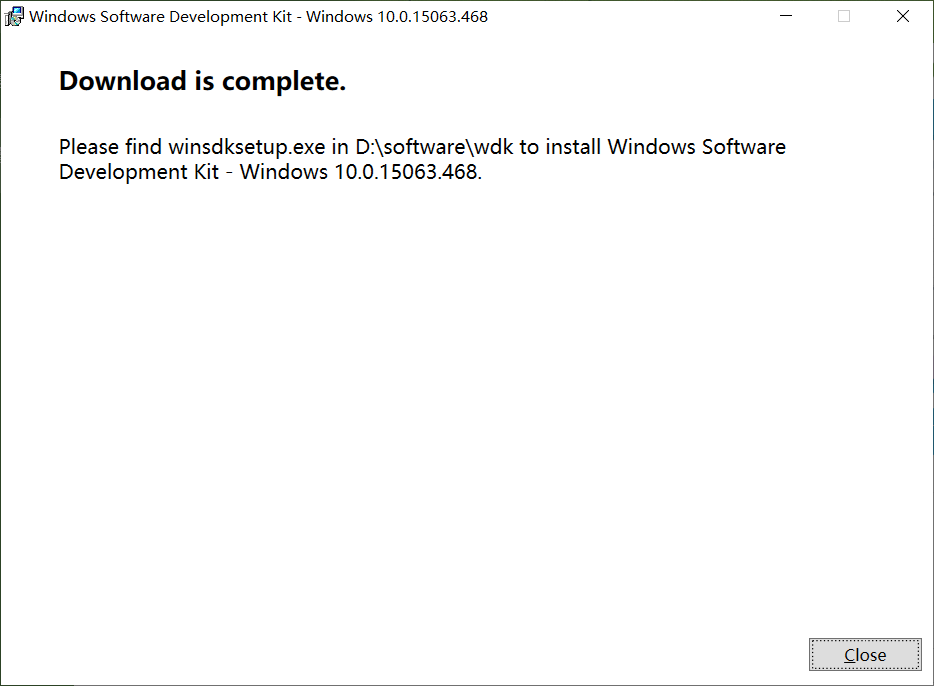 Windows Software Development Kit - Windows 10.0.15063.468
Download is complete.
Please find winsdksetup.exe in D:\software\wdk to install Windows Software
Development Kit - Windows 10.0.15063.468.
Close